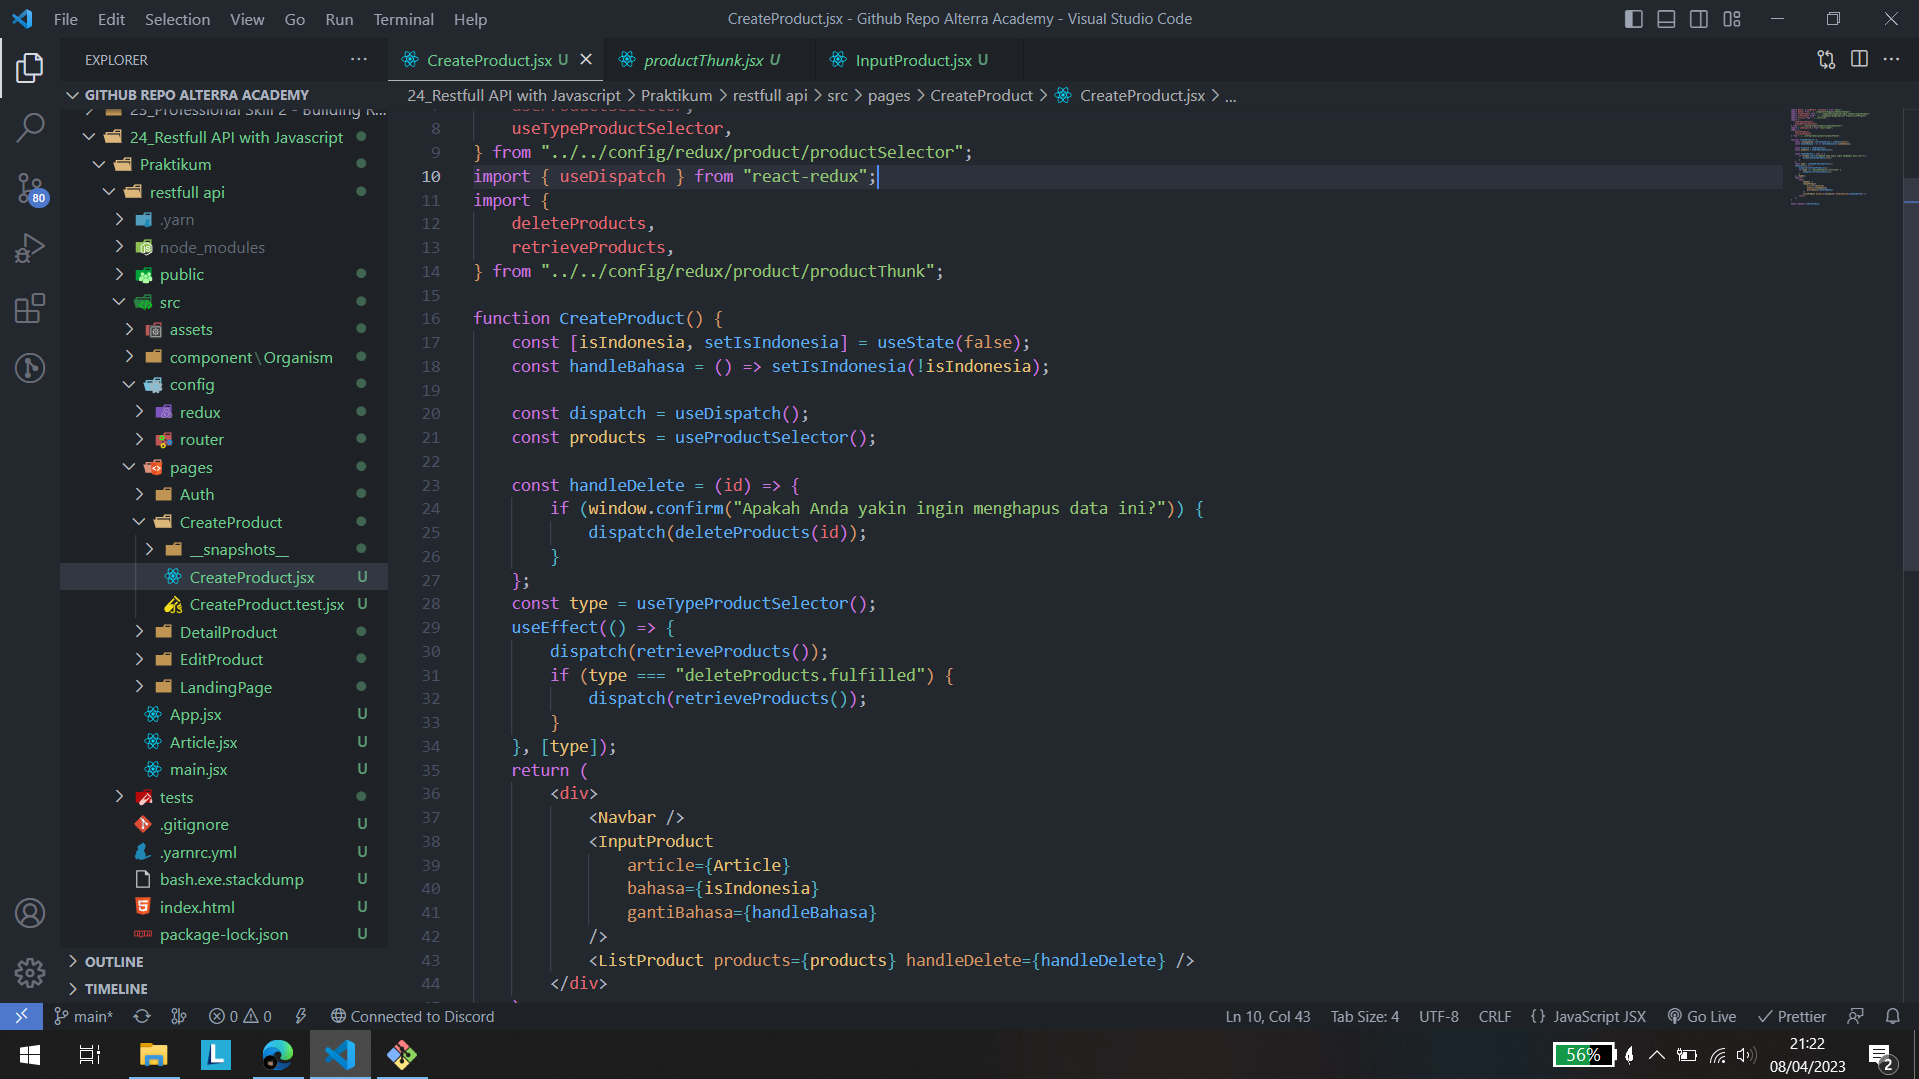 File Edit Selection View Go Run Terminal Help
CreateProduct.jsx - Github Repo Alterra Academy - Visual Studio Code
EXPLORER
CreateProduct.jsx U
productThunk.jsx U
InputProduct.jsx U
24_Restfull API with Javascript > Praktikum > restfull api > src > pages > CreateProduct > CreateProduct.jsx > ...
GITHUB REPO ALTERRA ACADEMY
23_Professional Skill 2 - Building R...
24_Restfull API with Javascript
Praktikum
restfull api
.yarn
node_modules
public
src
assets
component\Organism
config
redux
router
pages
Auth
CreateProduct
__snapshots__
CreateProduct.jsx U
CreateProduct.test.jsx U
DetailProduct
EditProduct
LandingPage
App.jsx U
Article.jsx U
main.jsx U
tests
.gitignore U
.yarnrc.yml U
bash.exe.stackdump U
index.html U
package-lock.json U
OUTLINE
TIMELINE
80
useProductSelector,
8 useTypeProductSelector,
9 } from "../../config/redux/product/productSelector";
10 import { useDispatch } from "react-redux";
11 import {
12 deleteProducts,
13 retrieveProducts,
14 } from "../../config/redux/product/productThunk";
15
16 function CreateProduct() {
17 const [isIndonesia, setIsIndonesia] = useState(false);
18 const handleBahasa = () => setIsIndonesia(!isIndonesia);
19
20 const dispatch = useDispatch();
21 const products = useProductSelector();
22
23 const handleDelete = (id) => {
24 if (window.confirm("Apakah Anda yakin ingin menghapus data ini?")) {
25 dispatch(deleteProducts(id));
26 }
27 };
28 const type = useTypeProductSelector();
29 useEffect(() => {
30 dispatch(retrieveProducts());
31 if (type === "deleteProducts.fulfilled") {
32 dispatch(retrieveProducts());
33 }
34 }, [type]);
35 return (
36 <div>
37 <Navbar />
38 <InputProduct
39 article={Article}
40 bahasa={isIndonesia}
41 gantiBahasa={handleBahasa}
42 />
43 <ListProduct products={products} handleDelete={handleDelete} />
44 </div>
main* 0 0 Connected to Discord
Ln 10, Col 43 Tab Size: 4 UTF-8 CRLF {} JavaScript JSX Go Live Prettier
L
56%
21:22
08/04/2023
2